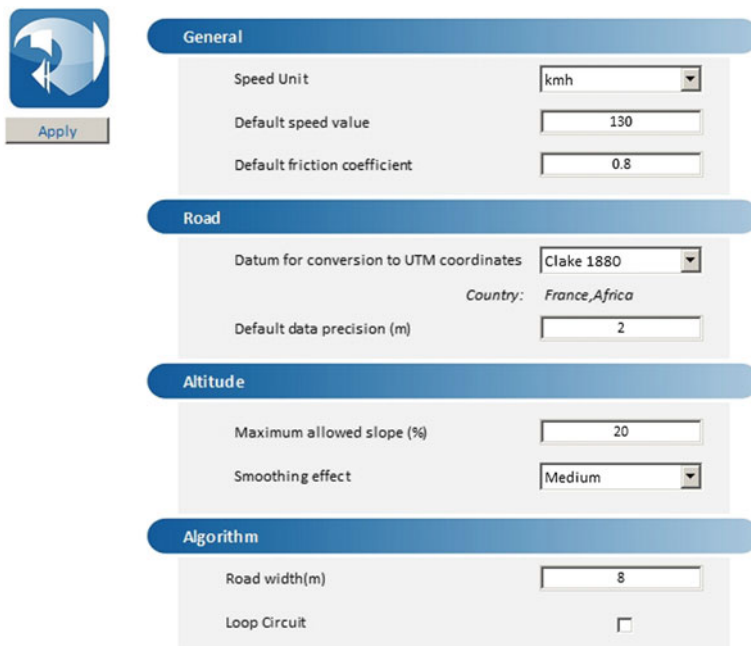 General
Speed Unit kmh
Apply
Default speed value 130
Default friction coefficient 0.8
Road
Datum for conversion to UTM coordinates Clake 1880
Country: France,Africa
Default data precision (m) 2
Altitude
Maximum allowed slope (%) 20
Smoothing effect Medium
Algorithm
Road width(m) 8
Loop Circuit